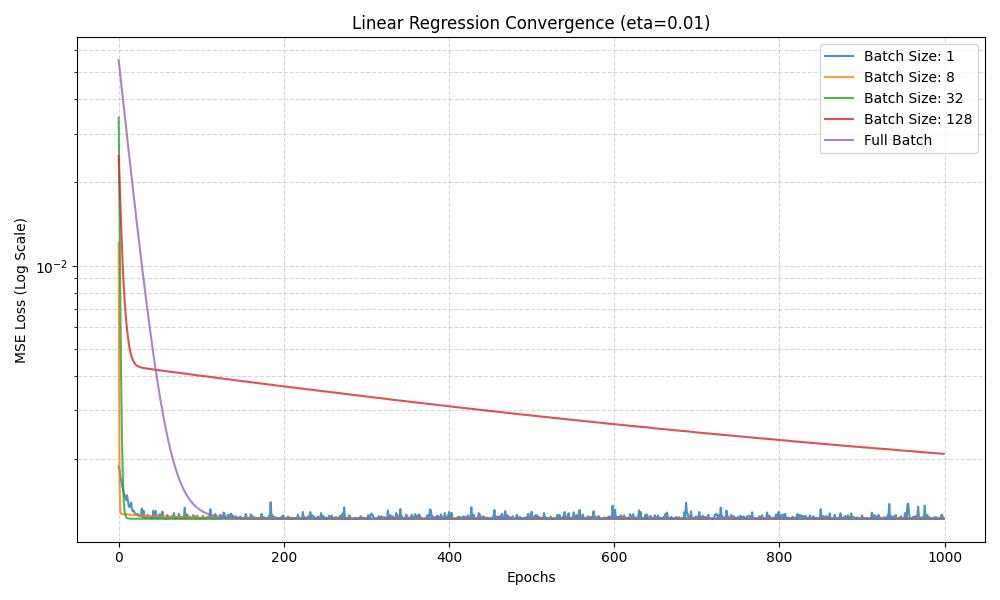 Linear Regression Convergence (eta=0.01)
Batch Size: 1
Batch Size: 8
Batch Size: 32
Batch Size: 128
Full Batch
MSE Loss (Log Scale)
10⁻²
0 200 400 600 800 1000
Epochs